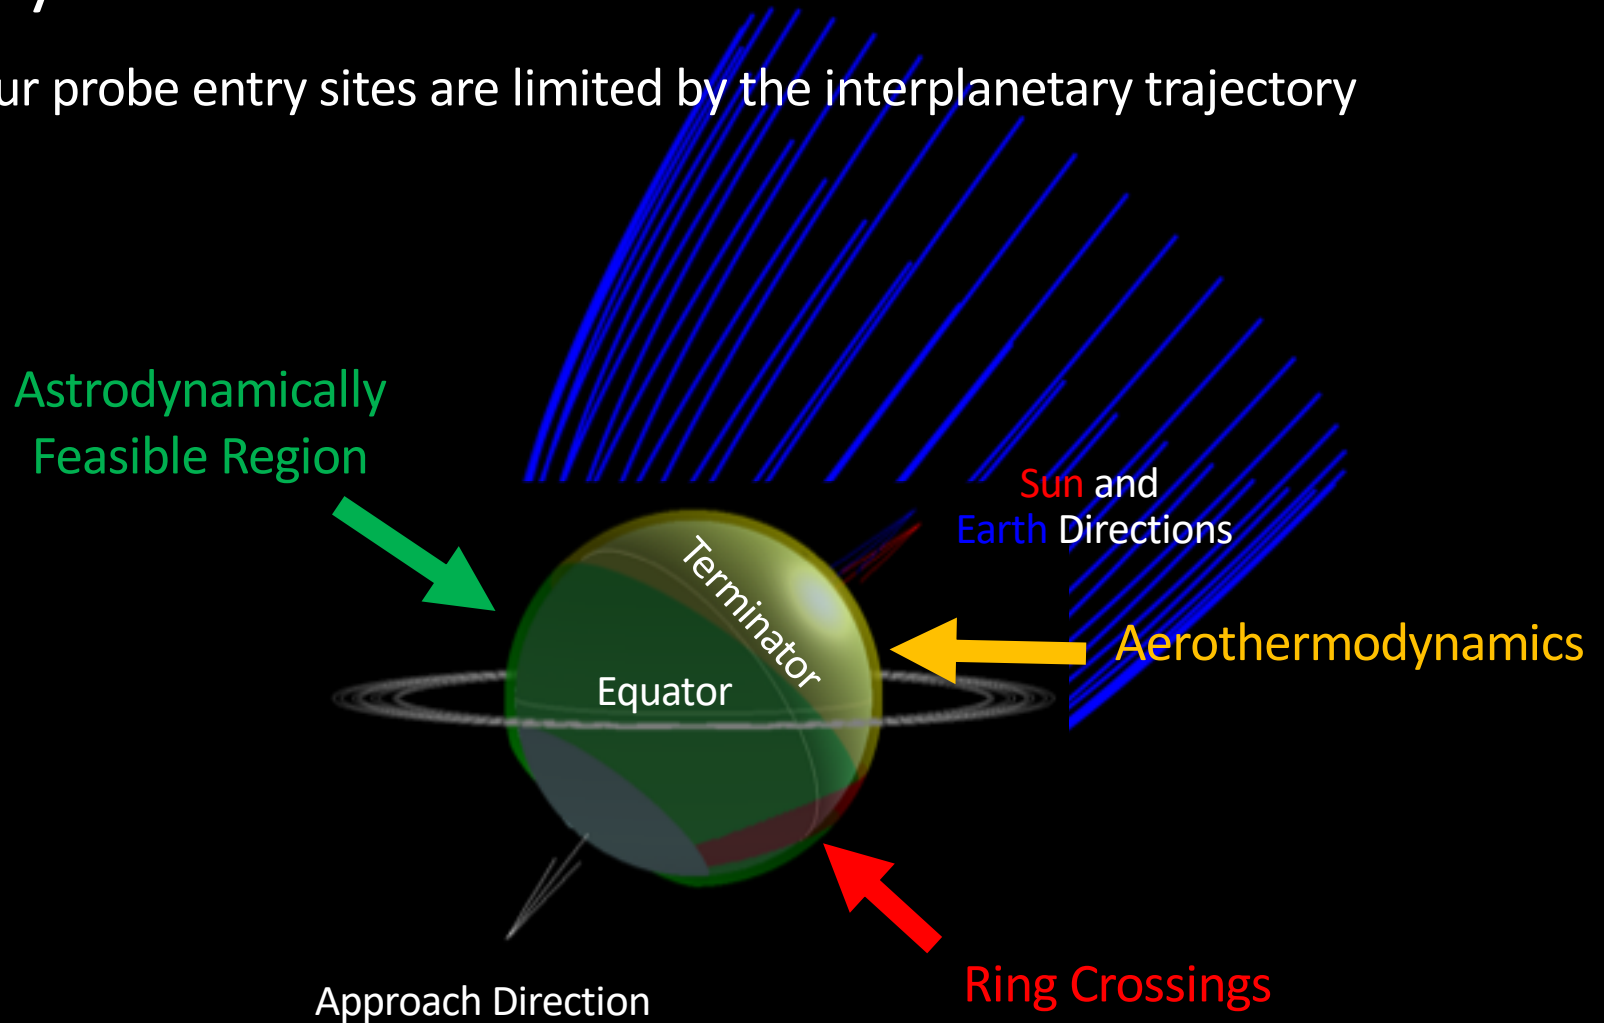 ur probe entry sites are limited by the interplanetary trajectory
Astrodynamically
Feasible Region
Terminator
Equator
Sun and
Earth Directions
Aerothermodynamics
Ring Crossings
Approach Direction